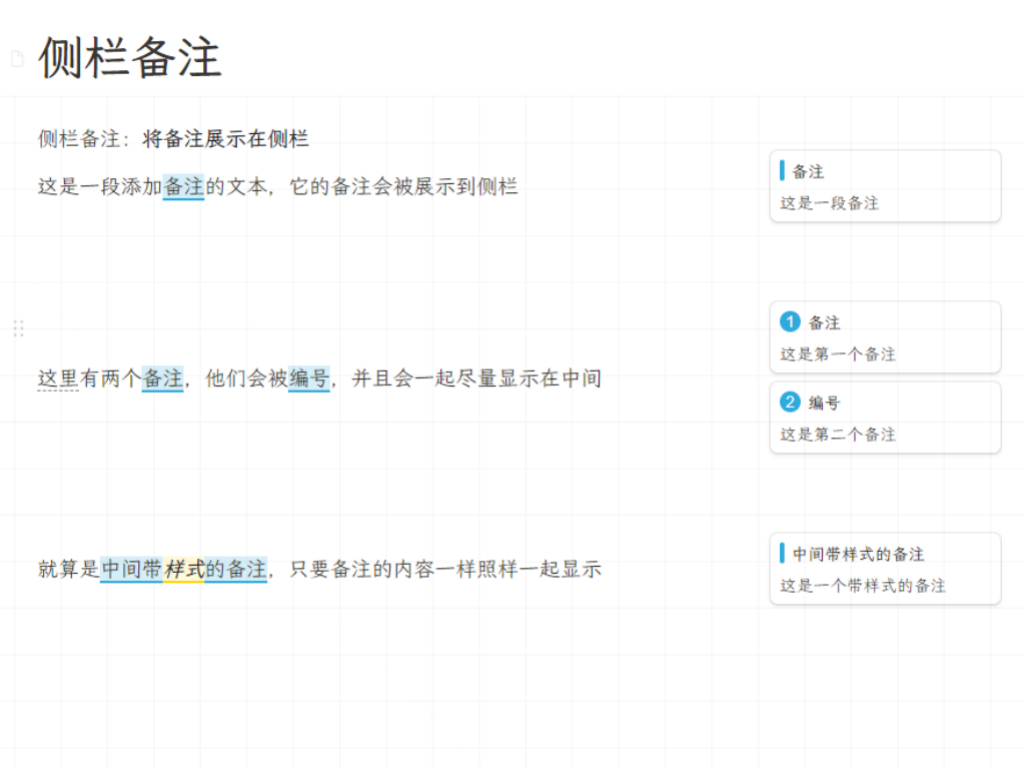 侧栏备注
侧栏备注：将备注展示在侧栏
这是一段添加备注的文本，它的备注会被展示到侧栏
备注
这是一段备注
这里有两个备注，他们会被编号，并且会一起尽量显示在中间
1 备注
这是第一个备注
2 编号
这是第二个备注
就算是中间带样式的备注，只要备注的内容一样照样一起显示
中间带样式的备注
这是一个带样式的备注